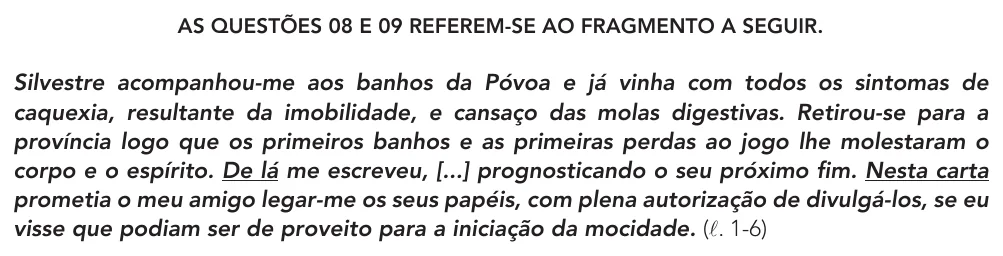 AS QUESTÕES 08 E 09 REFEREM-SE AO FRAGMENTO A SEGUIR.
Silvestre acompanhou-me aos banhos da Póvoa e já vinha com todos os sintomas de
caquexia, resultante da imobilidade, e cansaço das molas digestivas. Retirou-se para a
província logo que os primeiros banhos e as primeiras perdas ao jogo lhe molestaram o
corpo e o espírito. De lá me escreveu, [...] prognosticando o seu próximo fim. Nesta carta
prometia o meu amigo legar-me os seus papéis, com plena autorização de divulgá-los, se eu
visse que podiam ser de proveito para a iniciação da mocidade. (ℓ. 1-6)